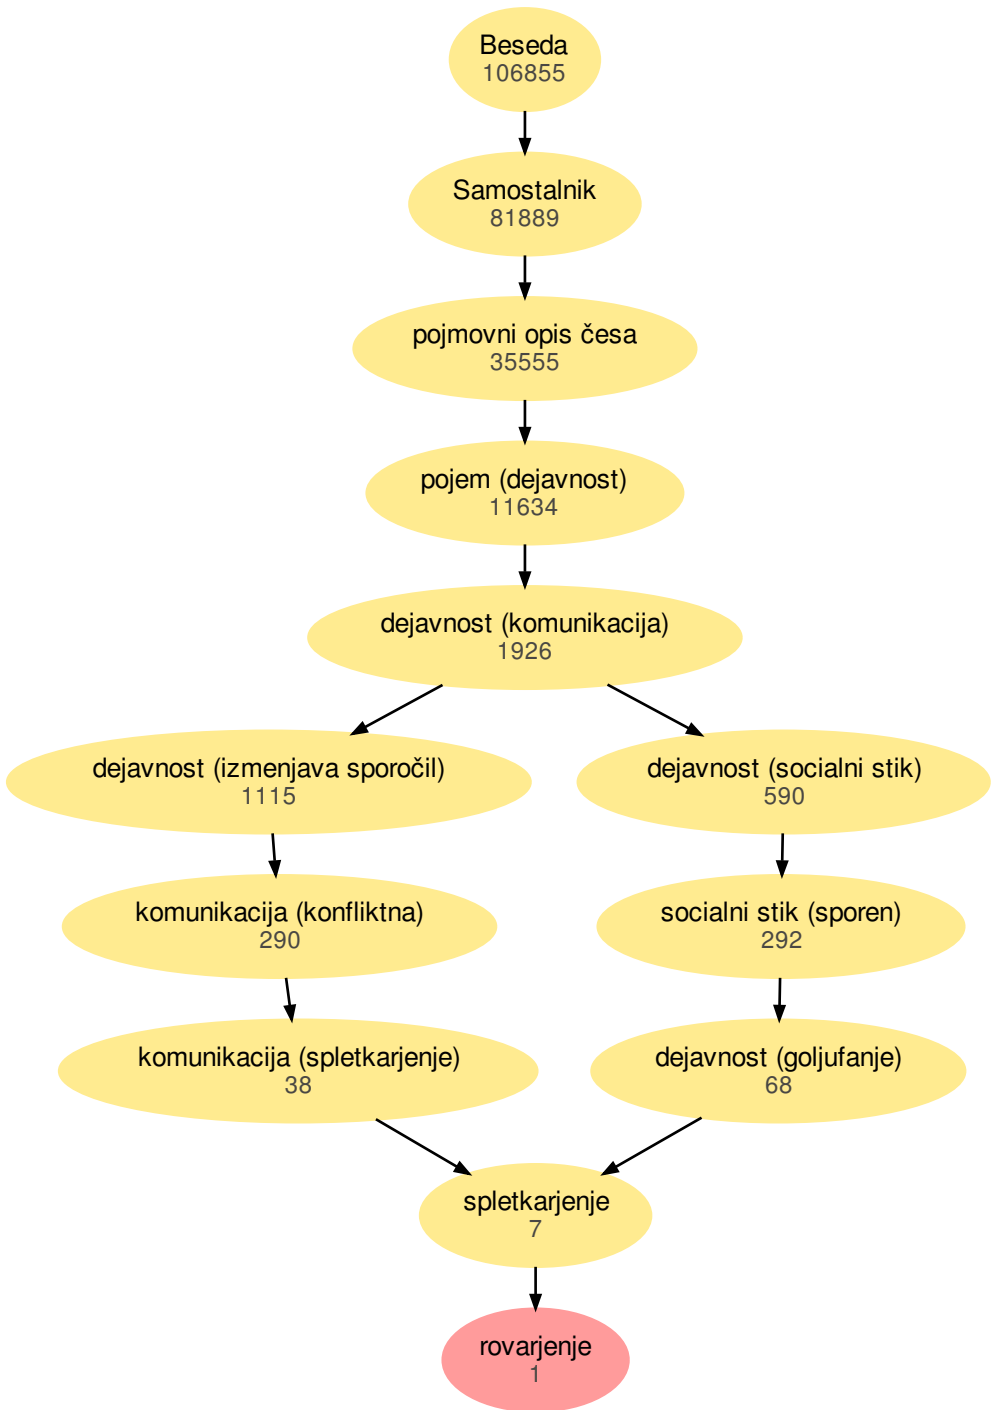 Beseda
106855
Samostalnik
81889
pojmovni opis česa
35555
pojem (dejavnost)
11634
dejavnost (komunikacija)
1926
dejavnost (izmenjava sporočil)
1115
dejavnost (socialni stik)
590
komunikacija (konfliktna)
290
socialni stik (sporen)
292
komunikacija (spletkarjenje)
38
dejavnost (goljufanje)
68
spletkarjenje
7
rovarjenje
1